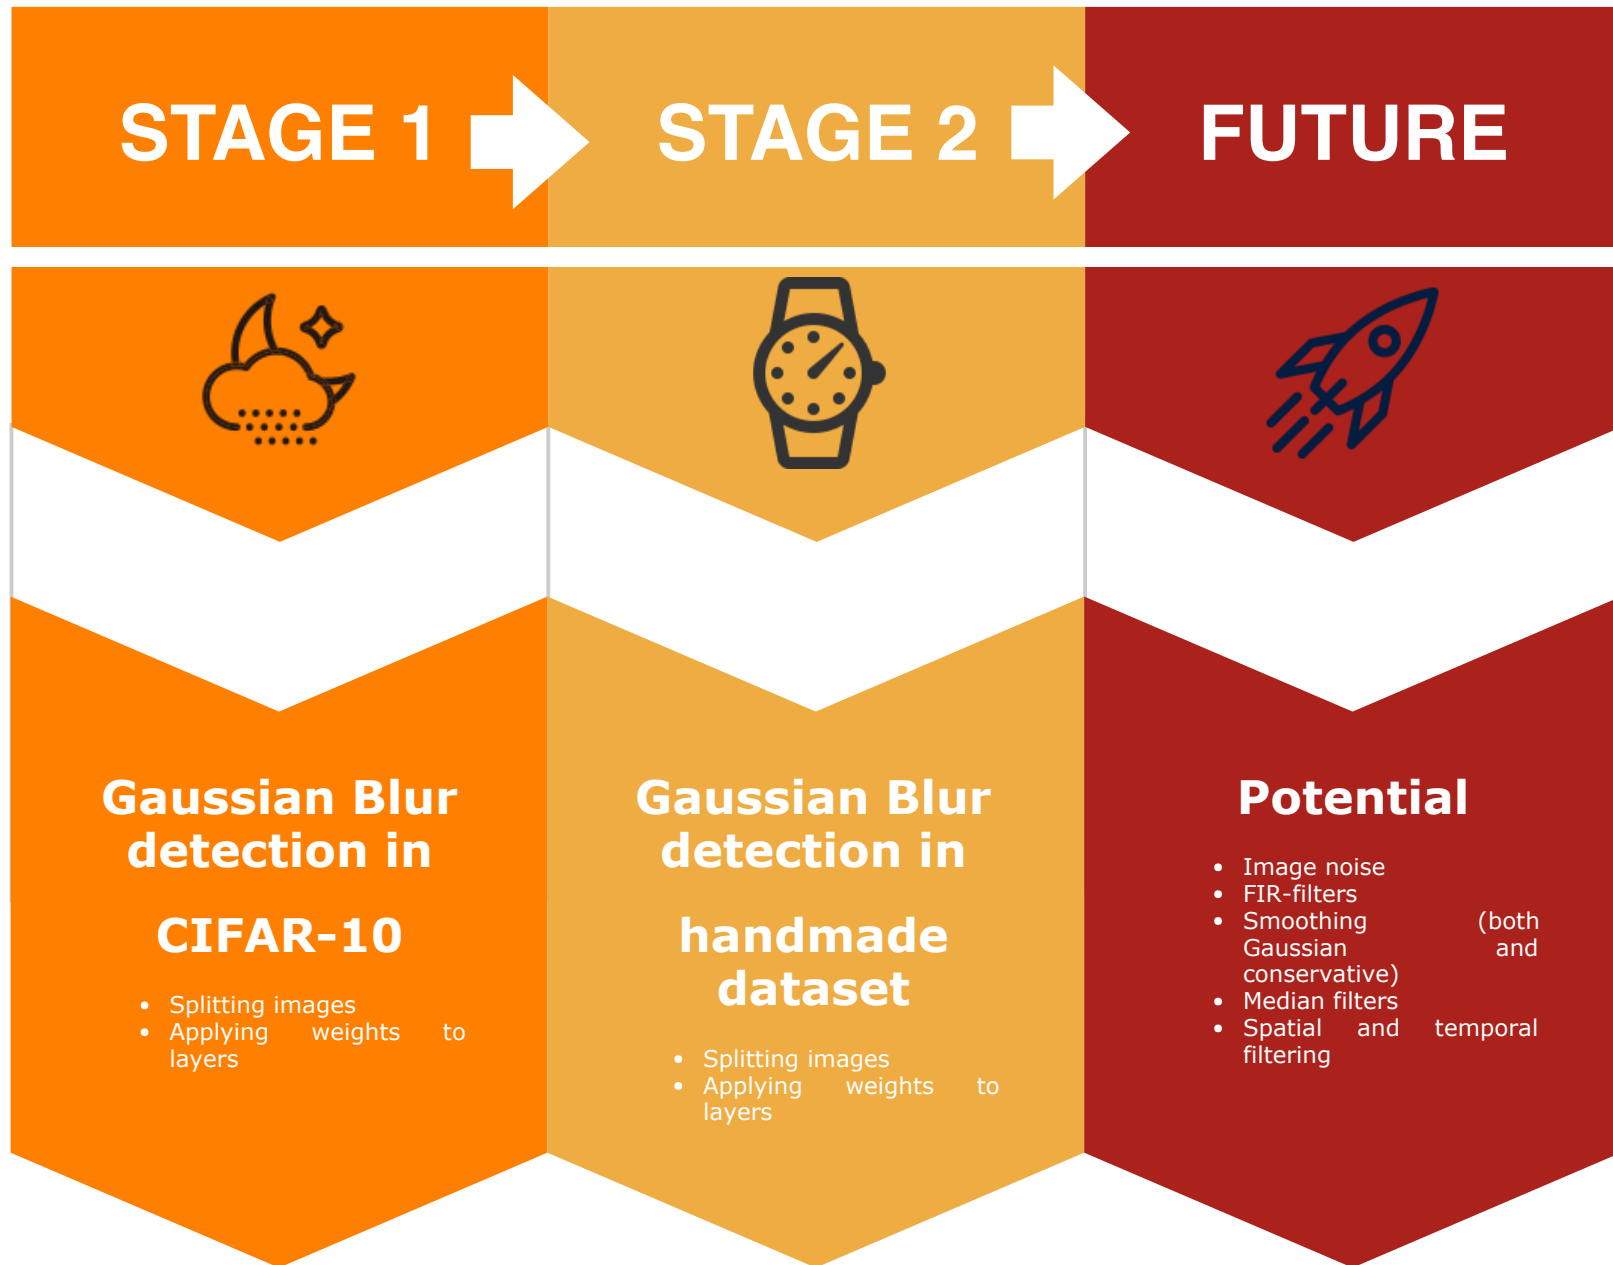 STAGE 1
STAGE 2
FUTURE
Gaussian Blur
detection in
CIFAR-10
• Splitting images
• Applying weights to
layers
Gaussian Blur
detection in
handmade
dataset
• Splitting images
• Applying weights to
layers
Potential
• Image noise
• FIR-filters
• Smoothing (both
Gaussian and
conservative)
• Median filters
• Spatial and temporal
filtering